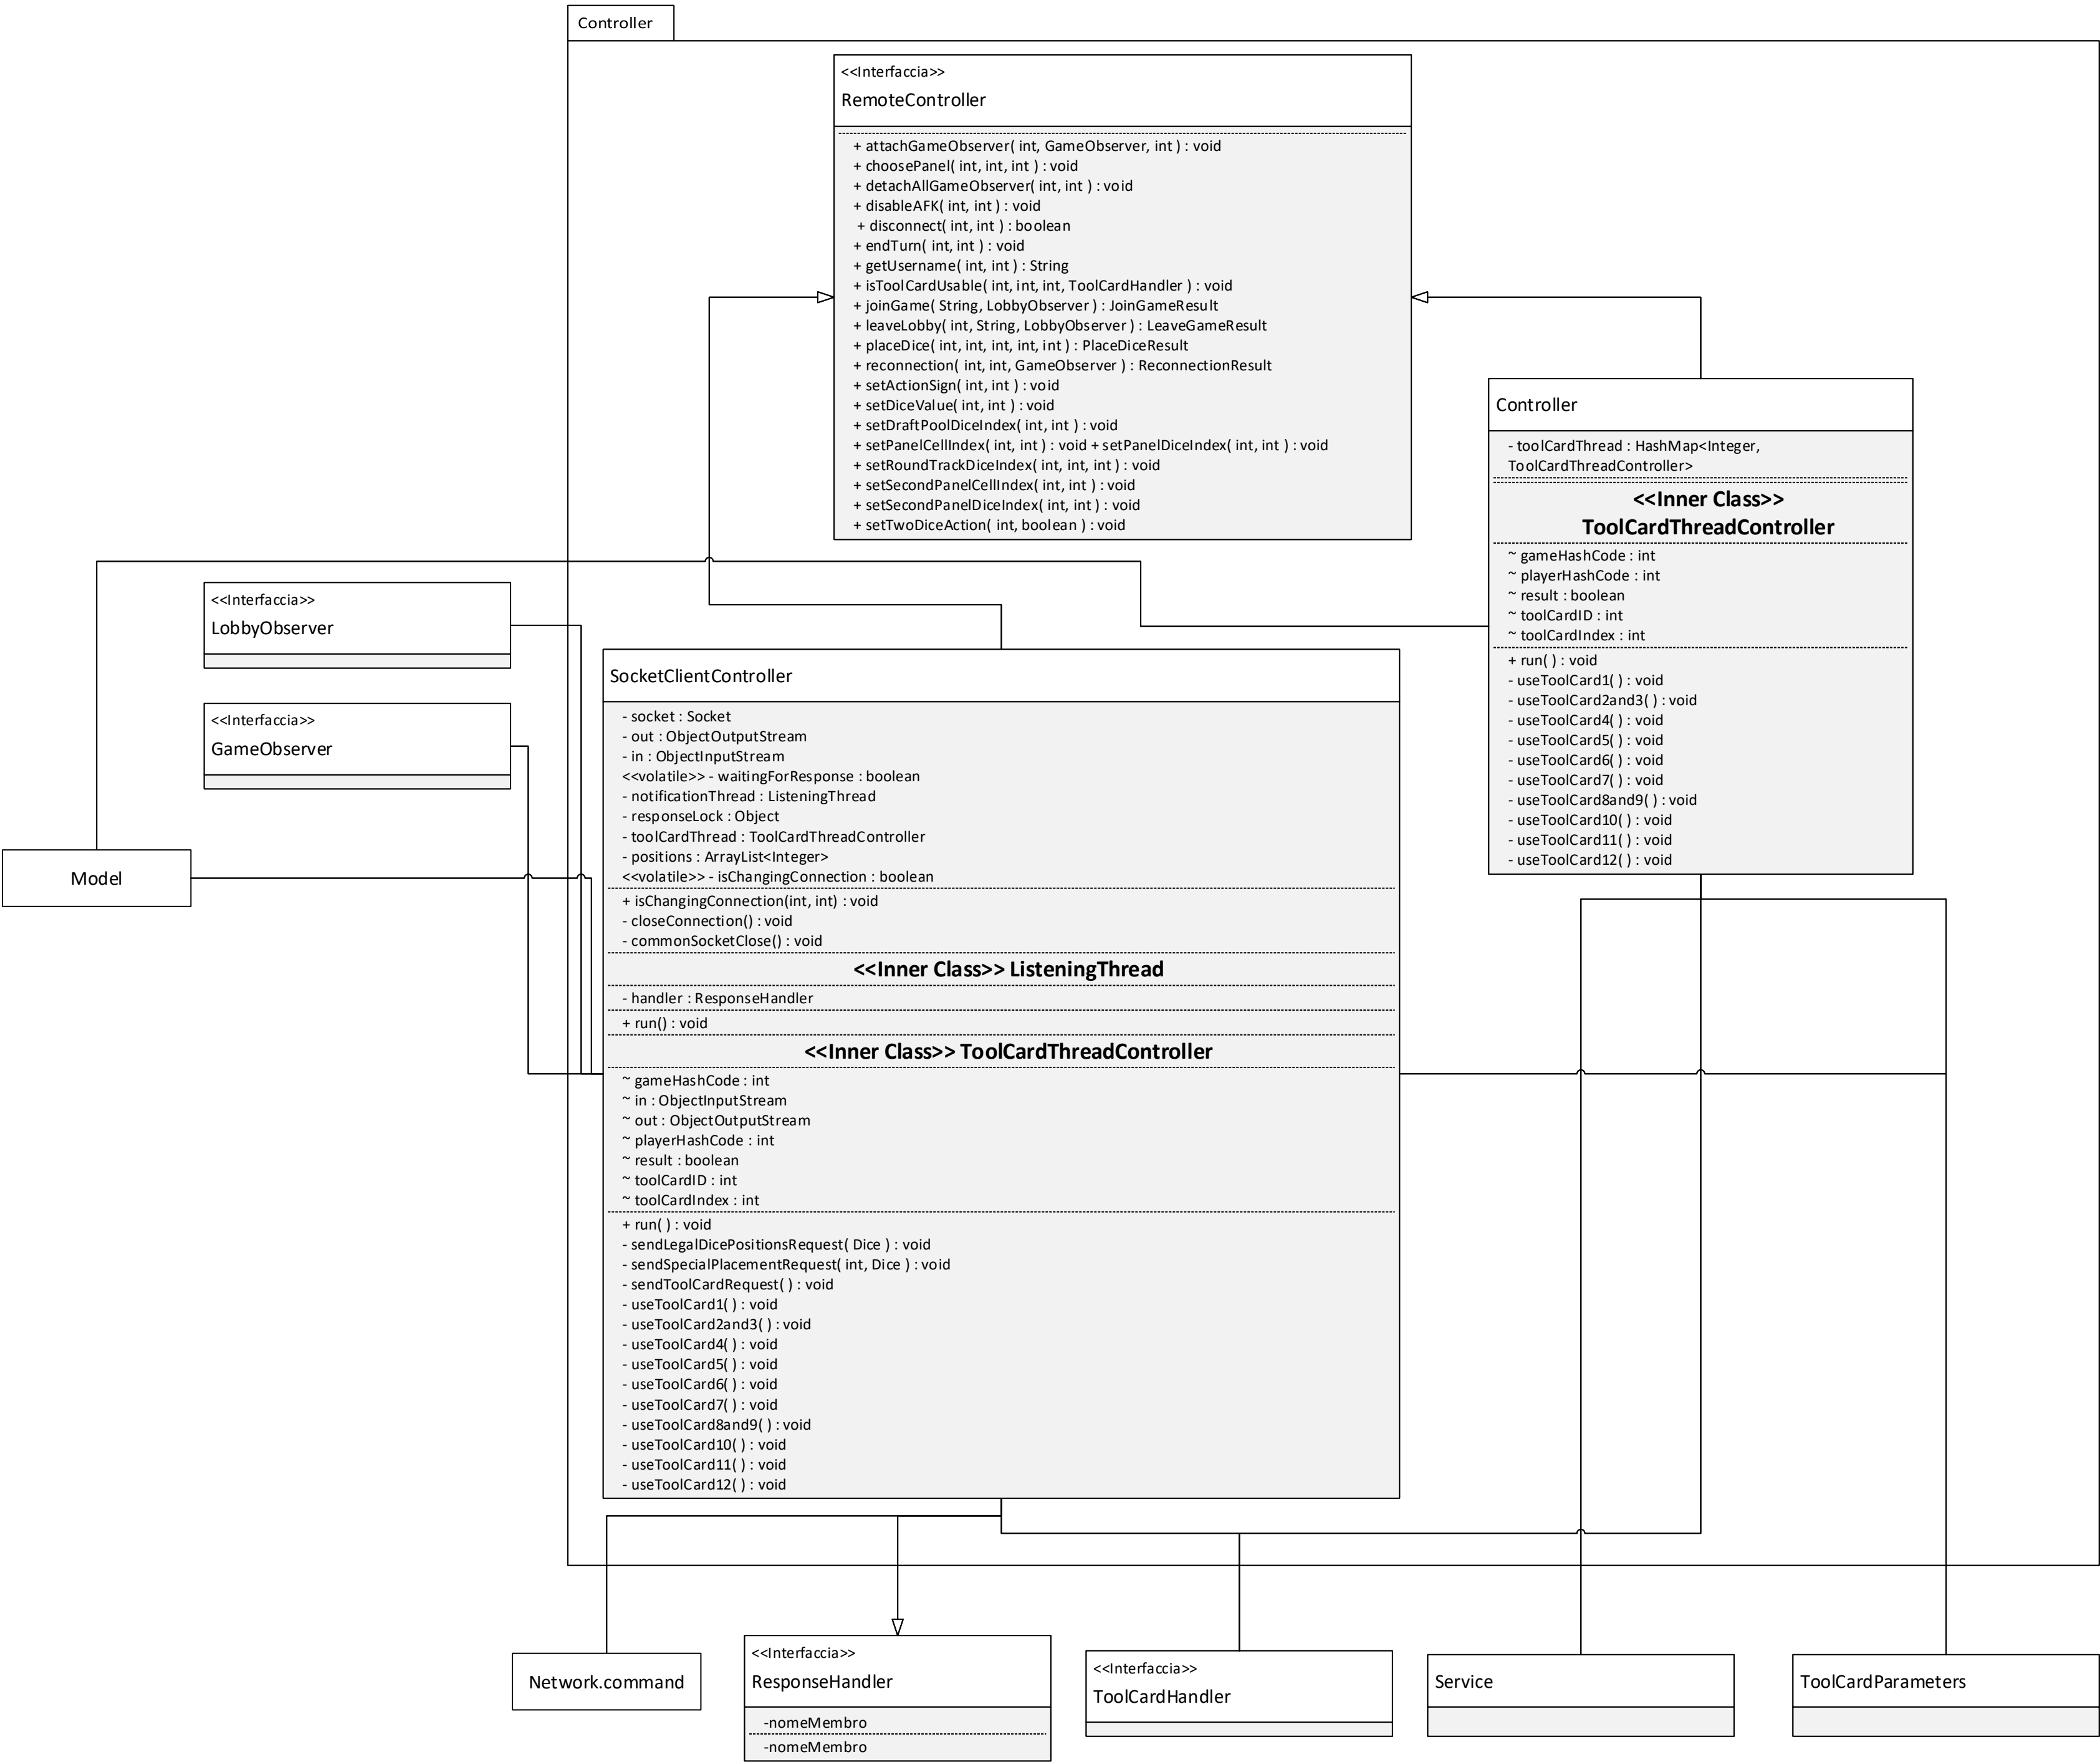 Controller
<<Interfaccia>>
RemoteController
+ attachGameObserver( int, GameObserver, int ) : void
+ choosePanel( int, int, int ) : void
+ detachAllGameObserver( int, int ) : void
+ disableAFK( int, int ) : void
+ disconnect( int, int ) : boolean
+ endTurn( int, int ) : void
+ getUsername( int, int ) : String
+ isToolCardUsable( int, int, int, ToolCardHandler ) : void
+ joinGame( String, LobbyObserver ) : JoinGameResult
+ leaveLobby( int, String, LobbyObserver ) : LeaveGameResult
+ placeDice( int, int, int, int, int ) : PlaceDiceResult
+ reconnection( int, int, GameObserver ) : ReconnectionResult
+ setActionSign( int, int ) : void
+ setDiceValue( int, int ) : void
+ setDraftPoolDiceIndex( int, int ) : void
+ setPanelCellIndex( int, int ) : void + setPanelDiceIndex( int, int ) : void
+ setRoundTrackDiceIndex( int, int, int ) : void
+ setSecondPanelCellIndex( int, int ) : void
+ setSecondPanelDiceIndex( int, int ) : void
+ setTwoDiceAction( int, boolean ) : void
Controller
- toolCardThread : HashMap<Integer,
ToolCardThreadController>
<<Inner Class>>
ToolCardThreadController
~ gameHashCode : int
~ playerHashCode : int
~ result : boolean
~ toolCardID : int
~ toolCardIndex : int
+ run( ) : void
- useToolCard1( ) : void
- useToolCard2and3( ) : void
- useToolCard4( ) : void
- useToolCard5( ) : void
- useToolCard6( ) : void
- useToolCard7( ) : void
- useToolCard8and9( ) : void
- useToolCard10( ) : void
- useToolCard11( ) : void
- useToolCard12( ) : void
<<Interfaccia>>
LobbyObserver
<<Interfaccia>>
GameObserver
Model
SocketClientController
- socket : Socket
- out : ObjectOutputStream
- in : ObjectInputStream
<<volatile>> - waitingForResponse : boolean
- notificationThread : ListeningThread
- responseLock : Object
- toolCardThread : ToolCardThreadController
- positions : ArrayList<Integer>
<<volatile>> - isChangingConnection : boolean
+ isChangingConnection(int, int) : void
- closeConnection() : void
- commonSocketClose() : void
<<Inner Class>> ListeningThread
- handler : ResponseHandler
+ run() : void
<<Inner Class>> ToolCardThreadController
~ gameHashCode : int
~ in : ObjectInputStream
~ out : ObjectOutputStream
~ playerHashCode : int
~ result : boolean
~ toolCardID : int
~ toolCardIndex : int
+ run( ) : void
- sendLegalDicePositionsRequest( Dice ) : void
- sendSpecialPlacementRequest( int, Dice ) : void
- sendToolCardRequest( ) : void
- useToolCard1( ) : void
- useToolCard2and3( ) : void
- useToolCard4( ) : void
- useToolCard5( ) : void
- useToolCard6( ) : void
- useToolCard7( ) : void
- useToolCard8and9( ) : void
- useToolCard10( ) : void
- useToolCard11( ) : void
- useToolCard12( ) : void
Network.command
<<Interfaccia>>
ResponseHandler
-nomeMembro
-nomeMembro
<<Interfaccia>>
ToolCardHandler
Service
ToolCardParameters